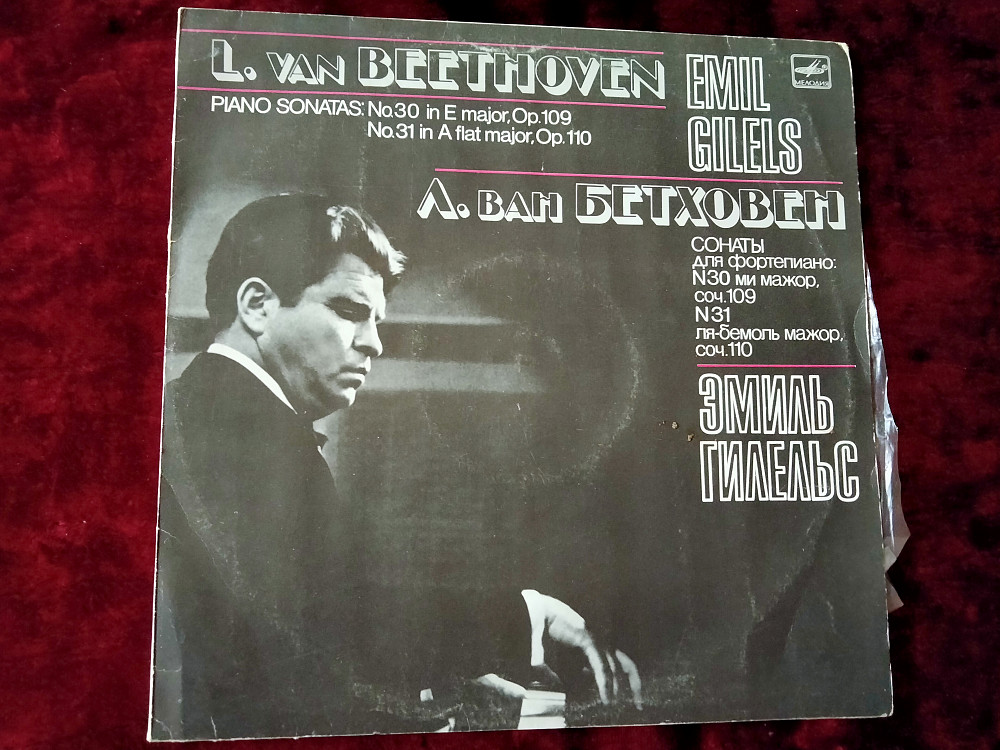 L. VAN BEETHOVEN
PIANO SONATAS: No.30 in E major, Op.109
No.31 in A flat major, Op.110
EMIL
GILELS
МЕЛОДИЯ
Л. ВАН БЕТХОВЕН
СОНАТЫ
для фортепиано:
N30 ми мажор,
соч.109
N31
ля-бемоль мажор,
соч.110
ЭМИЛЬ
ГИЛЕЛЬС